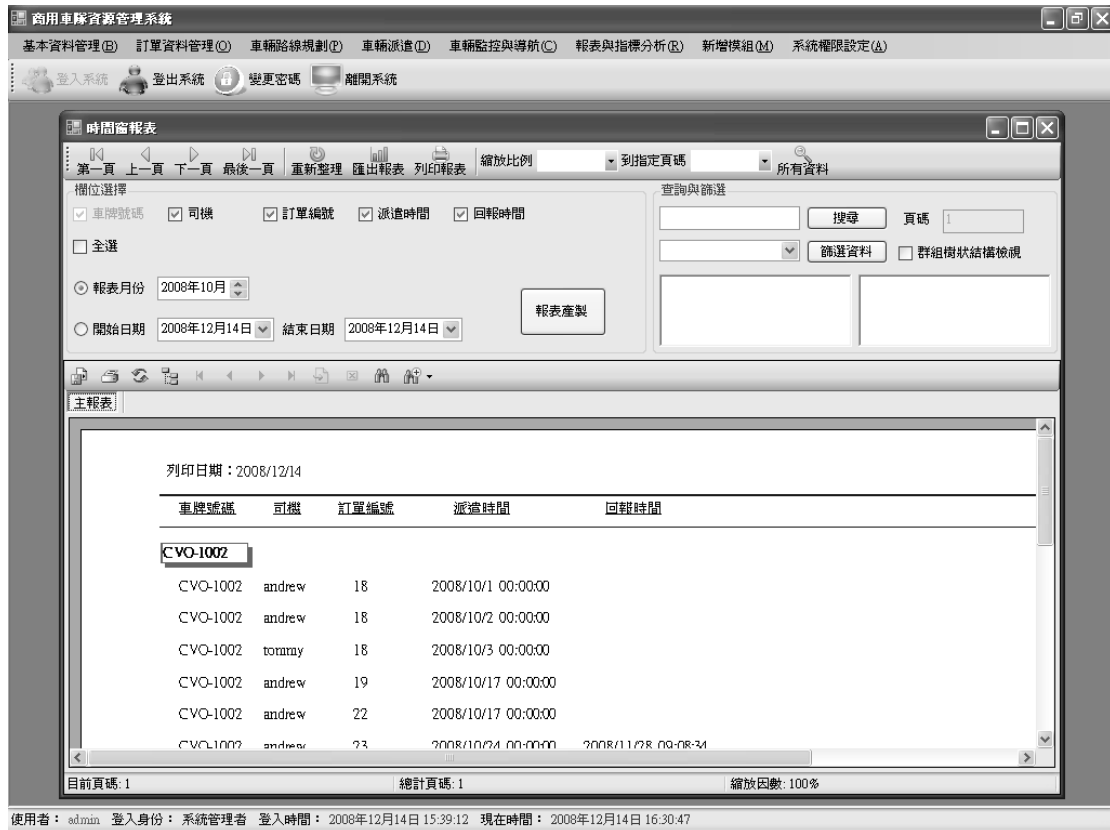 商用車隊資源管理系統
基本資料管理(B) 訂單資料管理(O) 車輛路線規劃(P) 車輛派遣(D) 車輛監控與導航(C) 報表與指標分析(R) 新增模組(M) 系統權限設定(A)
登入系統 登出系統 變更密碼 離開系統
時間窗報表
第一頁 上一頁 下一頁 最後一頁 重新整理 匯出報表 列印報表 縮放比例 到指定頁碼 所有資料
欄位選擇 查詢與篩選
車牌號碼 司機 訂單編號 派遣時間 回報時間 搜尋 頁碼 1
全選 篩選資料 群組樹狀結構檢視
報表月份 2008年10月 報表產製
開始日期 2008年12月14日 結束日期 2008年12月14日
主報表
列印日期：2008/12/14
車牌號碼 司機 訂單編號 派遣時間 回報時間
CVO-1002
CVO-1002 andrew 18 2008/10/1 00:00:00
CVO-1002 andrew 18 2008/10/2 00:00:00
CVO-1002 tommy 18 2008/10/3 00:00:00
CVO-1002 andrew 19 2008/10/17 00:00:00
CVO-1002 andrew 22 2008/10/17 00:00:00
CVO-1002 andrew 23 2008/10/24 00:00:00 2008/11/28 09:08:34
目前頁碼: 1 總計頁碼: 1 縮放因數: 100%
使用者： admin 登入身份： 系統管理者 登入時間： 2008年12月14日 15:39:12 現在時間： 2008年12月14日 16:30:47